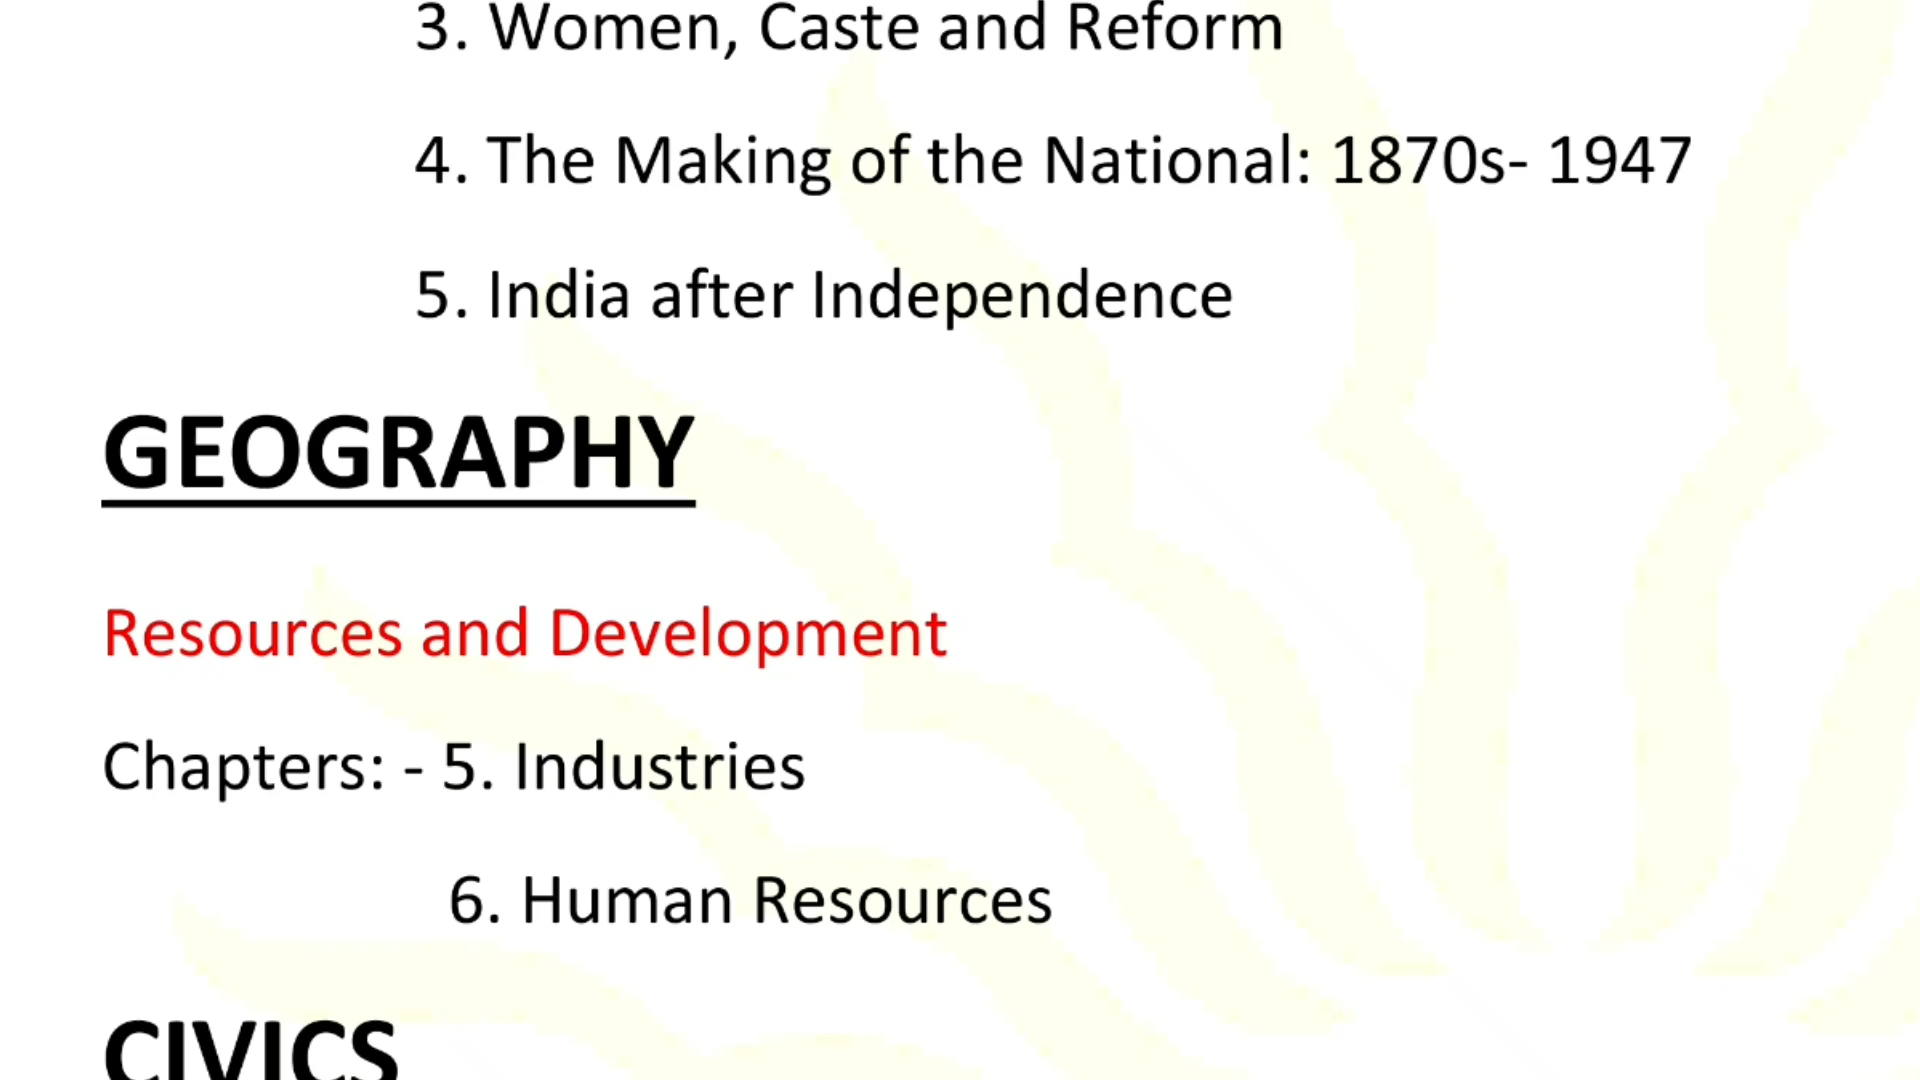 3. Women, Caste and Reform
4. The Making of the National: 1870s- 1947
5. India after Independence
GEOGRAPHY
Resources and Development
Chapters: - 5. Industries
6. Human Resources
CIVICS